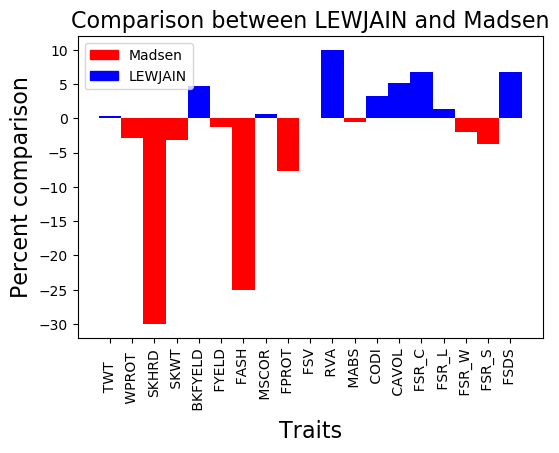 Comparison between LEWJAIN and Madsen
Percent comparison
10
5
0
−5
−10
−15
−20
−25
−30
Madsen
LEWJAIN
TWT
WPROT
SKHRD
SKWT
BKFYELD
FYELD
FASH
MSCOR
FPROT
FSV
RVA
MABS
CODI
CAVOL
FSR_C
FSR_L
FSR_W
FSR_S
FSDS
Traits